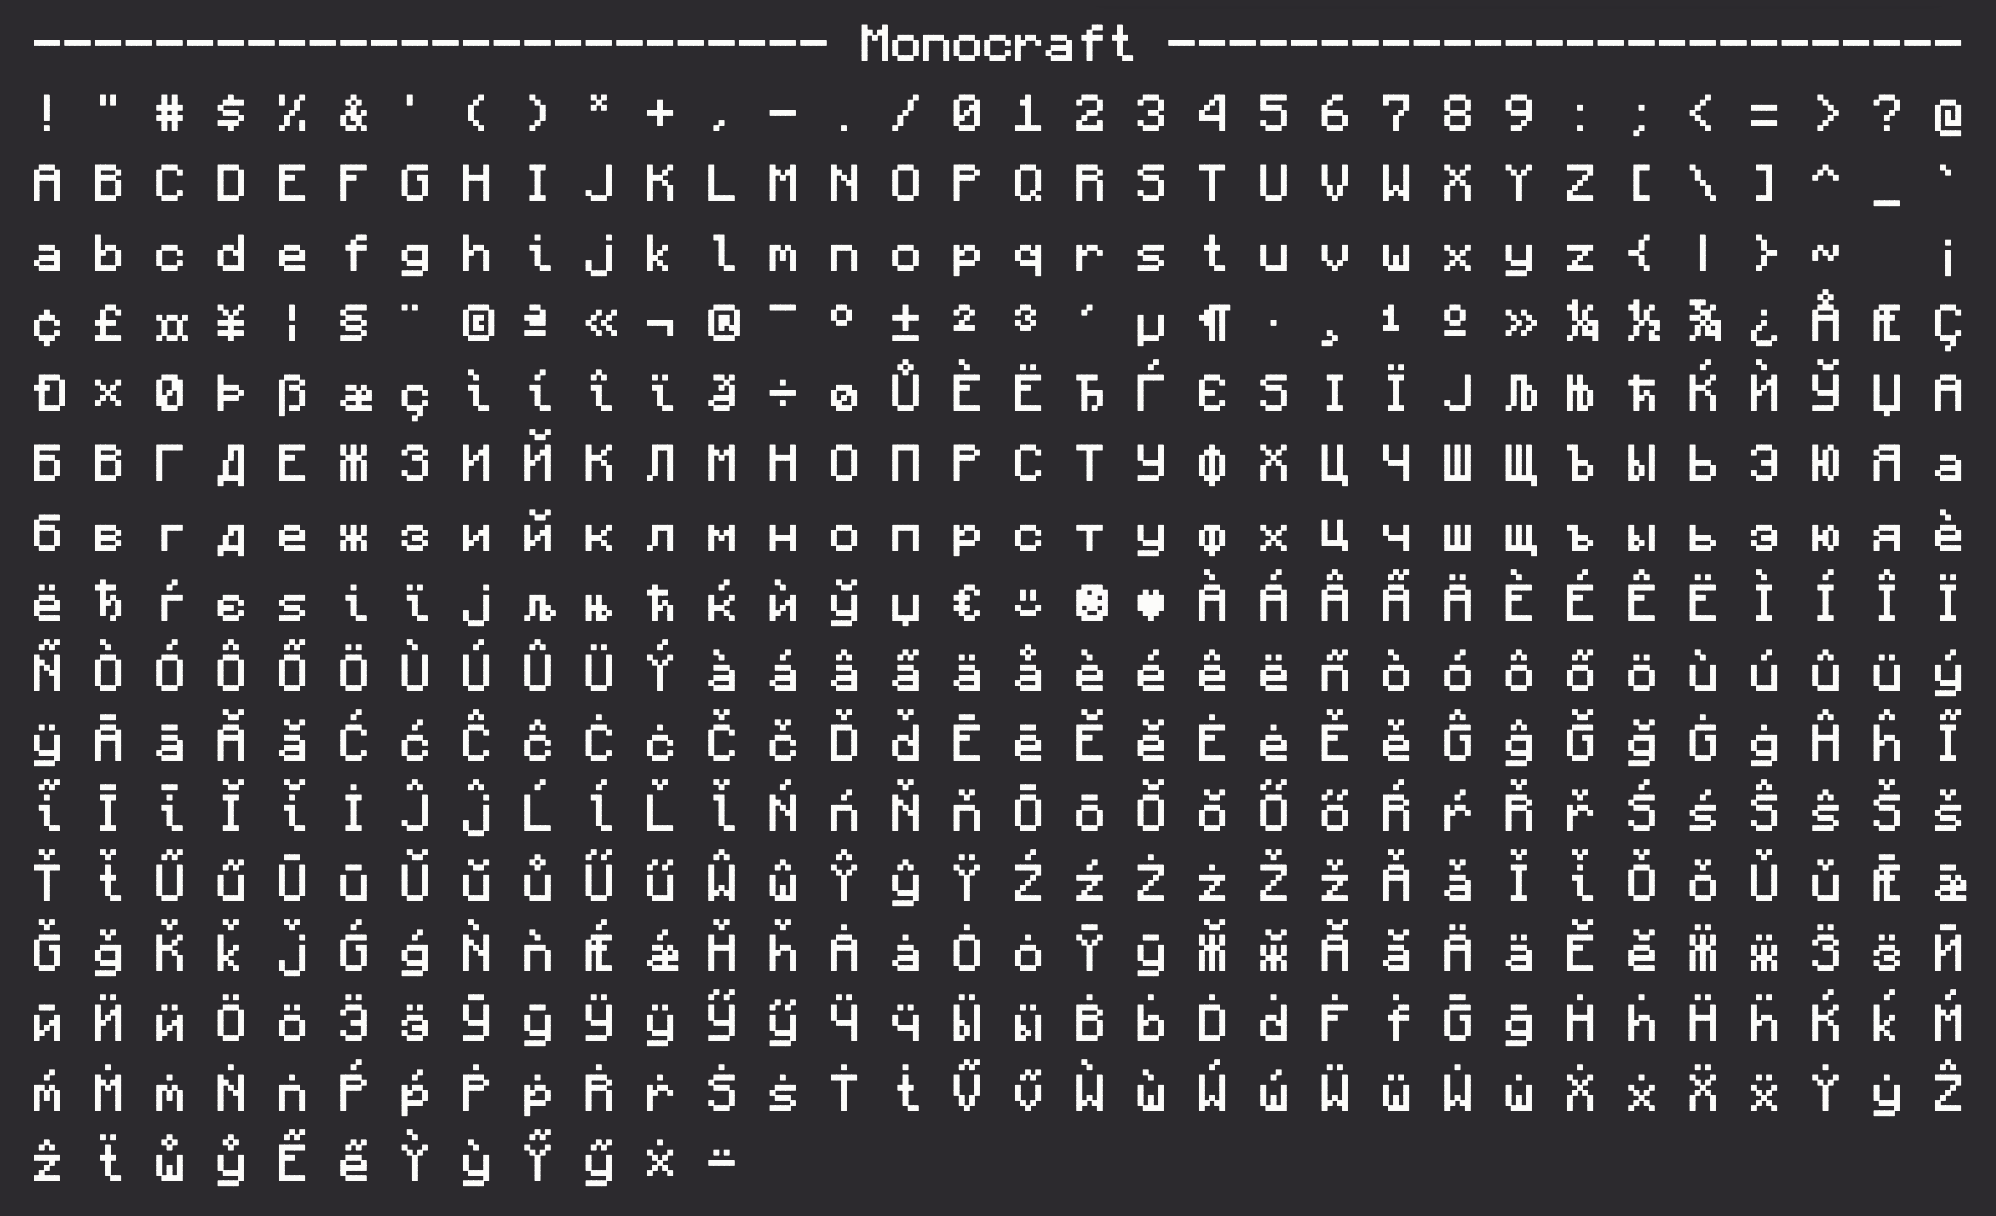 --------------------------- Monocraft ---------------------------
! " # $ % & ' ( ) * + , - . / 0 1 2 3 4 5 6 7 8 9 : ; < = > ? @
A B C D E F G H I J K L M N O P Q R S T U V W X Y Z [ \ ] ^ _ `
a b c d e f g h i j k l m n o p q r s t u v w x y z { | } ~ ¡
¢ £ ¤ ¥ ¦ § ¨ © ª « ¬ ® ¯ ° ± ² ³ ´ µ ¶ · ¸ ¹ º » ¼ ½ ¾ ¿ Å Æ Ç
Ð × Ø Þ ß æ ç ì í î ï ã ÷ ø Ů Ѐ Ё Ђ Ѓ Є Ѕ І Ї Ј Љ Њ Ћ Ќ Ѝ Ў Џ А
Б В Г Д Е Ж З И Й К Л М Н О П Р С Т У Ф Х Ц Ч Ш Щ Ъ Ы Ь Э Ю Я а
б в г д е ж з и й к л м н о п р с т у ф х ц ч ш щ ъ ы ь э ю я ѐ
ё ђ ѓ є ѕ і ї ј љ њ ћ ќ ѝ ў џ € ☺ ☻ ♥ À Á Â Ã Ä È É Ê Ë Ì Í Î Ï
Ñ Ò Ó Ô Õ Ö Ù Ú Û Ü Ý à á â ã ä å è é ê ë ñ ò ó ô õ ö ù ú û ü ý
ÿ Ā ā Ă ă Ć ć Ĉ ĉ Ċ ċ Č č Ď ď Ē ē Ĕ ĕ Ė ė Ě ě Ĝ ĝ Ğ ğ Ġ ġ Ĥ ĥ Ĩ
ĩ Ī ī Ĭ ĭ İ Ĵ ĵ Ĺ ĺ Ľ ľ Ń ń Ň ň Ō ō Ŏ ŏ Ő ő Ŕ ŕ Ř ř Ś ś Ŝ ŝ Š š
Ť ť Ũ ũ Ū ū Ŭ ŭ ů Ű ű Ŵ ŵ Ŷ ŷ Ÿ Ź ź Ż ż Ž ž Ǎ ǎ Ǐ ǐ Ǒ ǒ Ǔ ǔ Ǣ ǣ
Ǧ ǧ Ǩ ǩ ǰ Ǵ ǵ Ǹ ǹ Ǽ ǽ Ȟ ȟ Ȧ ȧ Ȯ ȯ Ȳ ȳ Ӂ ӂ Ӑ ӑ Ӓ ӓ Ӗ ӗ Ӝ ӝ Ӟ ӟ Ӣ
ӣ Ӥ ӥ Ӧ ӧ Ӭ ӭ Ӯ ӯ Ӱ ӱ Ӳ ӳ Ӵ ӵ Ӹ ӹ Ḃ ḃ Ḋ ḋ Ḟ ḟ Ḡ ḡ Ḣ ḣ Ḧ ḧ Ḱ ḱ Ḿ
ḿ Ṁ ṁ Ṅ ṅ Ṕ ṕ Ṗ ṗ Ṙ ṙ Ṡ ṡ Ṫ ṫ Ṽ ṽ Ẁ ẁ Ẃ ẃ Ẅ ẅ Ẇ ẇ Ẋ ẋ Ẍ ẍ Ẏ ẏ Ẑ
ẑ ẗ ẘ ẙ Ẽ ẽ Ỳ ỳ Ỹ ỹ ẋ